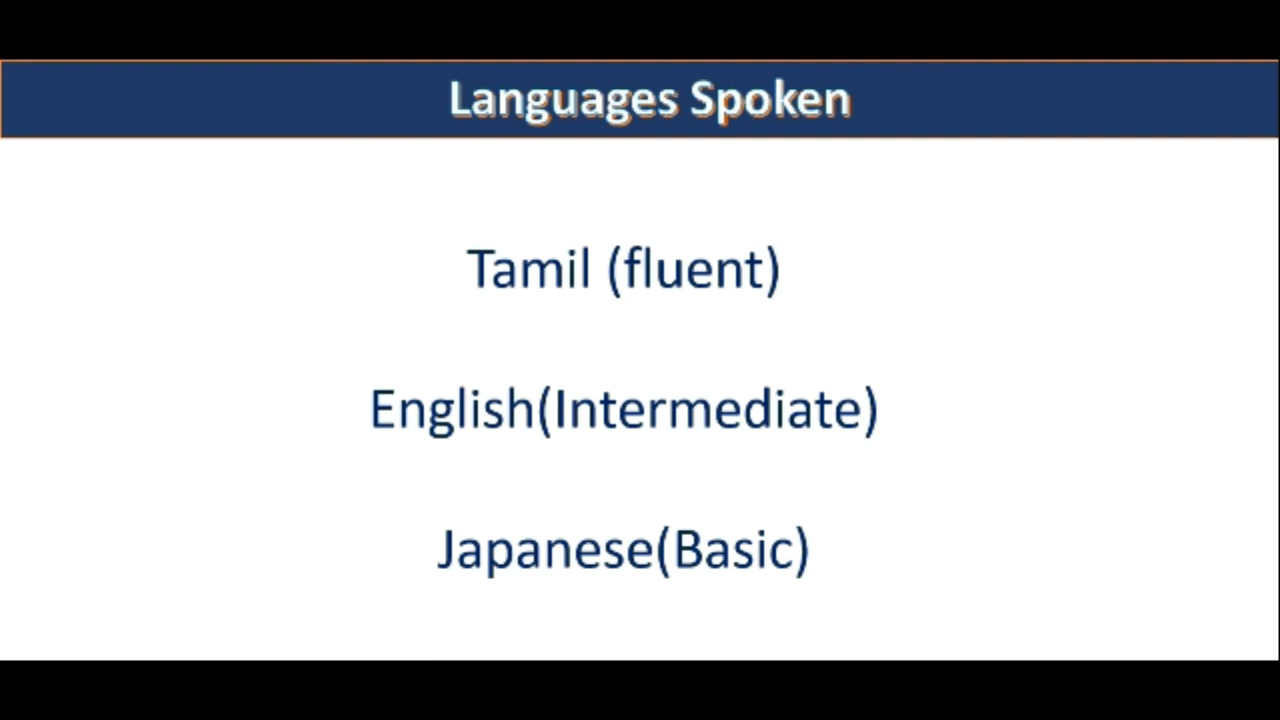 Languages Spoken
Tamil (fluent)
English(Intermediate)
Japanese(Basic)